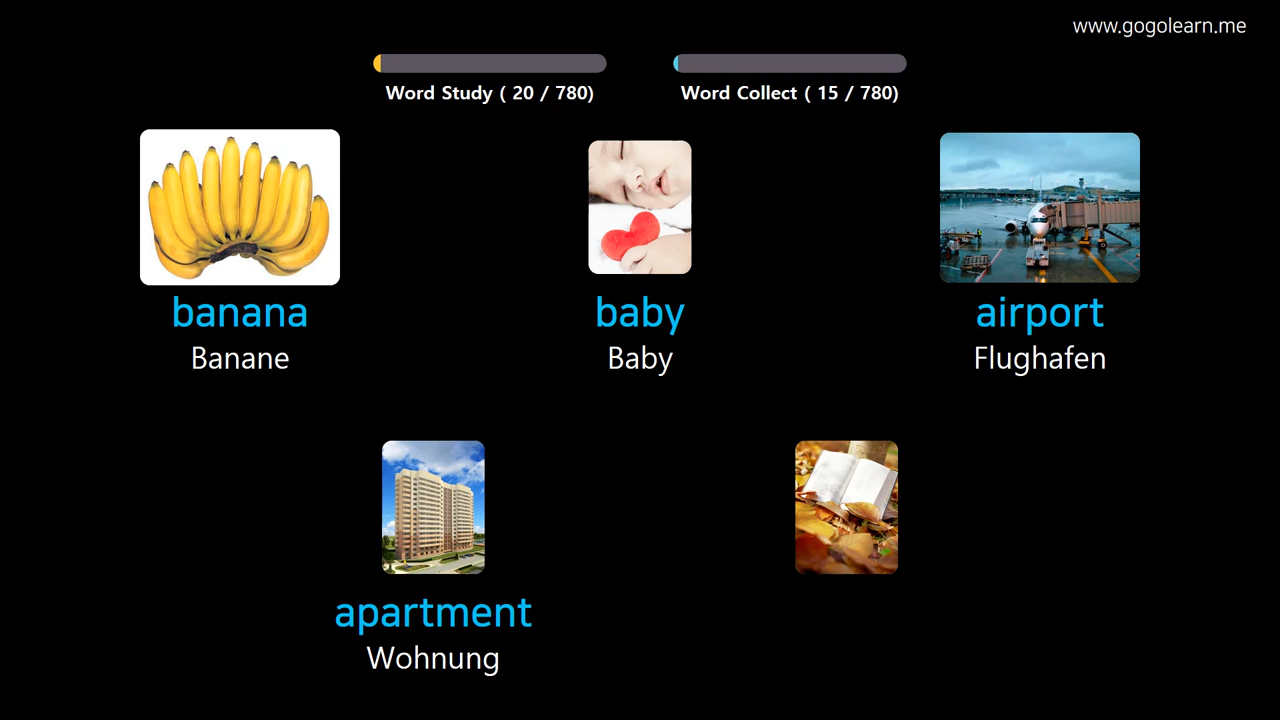 www.gogolearn.me
Word Study ( 20 / 780)
Word Collect ( 15 / 780)
banana
Banane
baby
Baby
airport
Flughafen
apartment
Wohnung